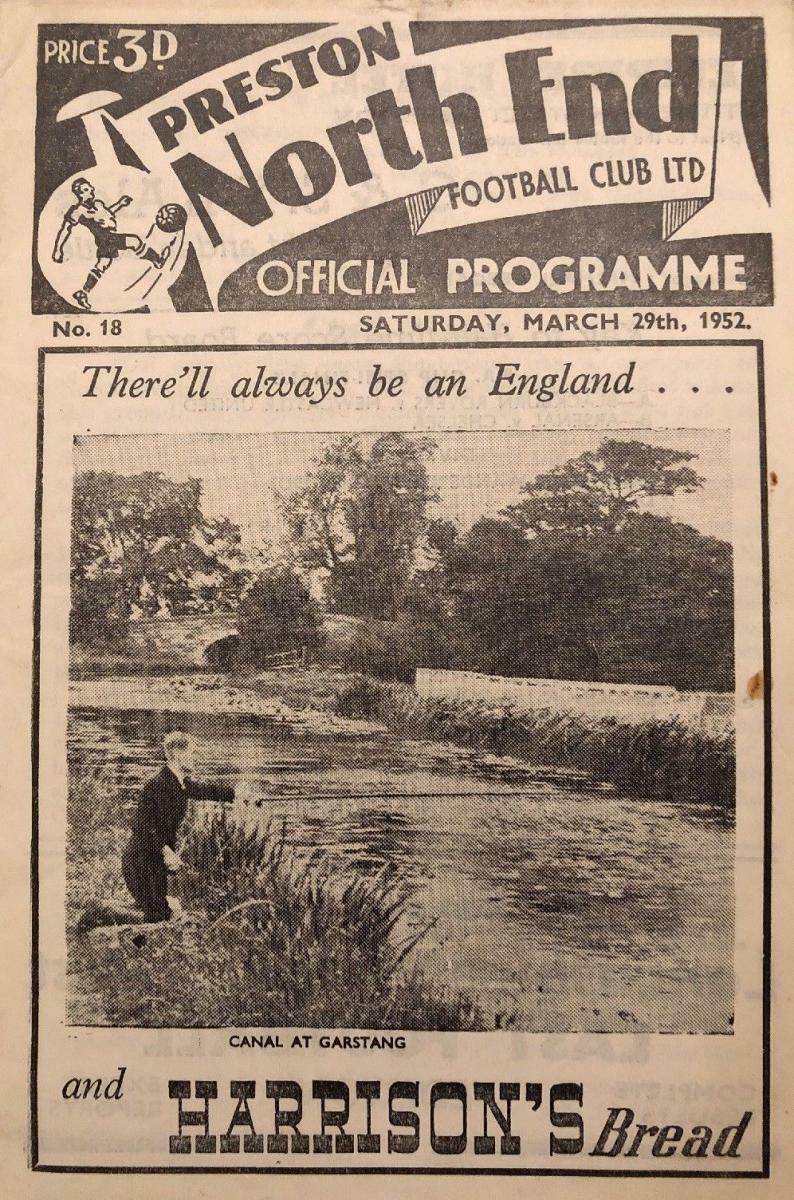 PRICE 3D.
PRESTON
North End
FOOTBALL CLUB LTD
OFFICIAL PROGRAMME
No. 18 SATURDAY, MARCH 29th, 1952.
There'll always be an England . . .
CANAL AT GARSTANG
and HARRISON'S Bread